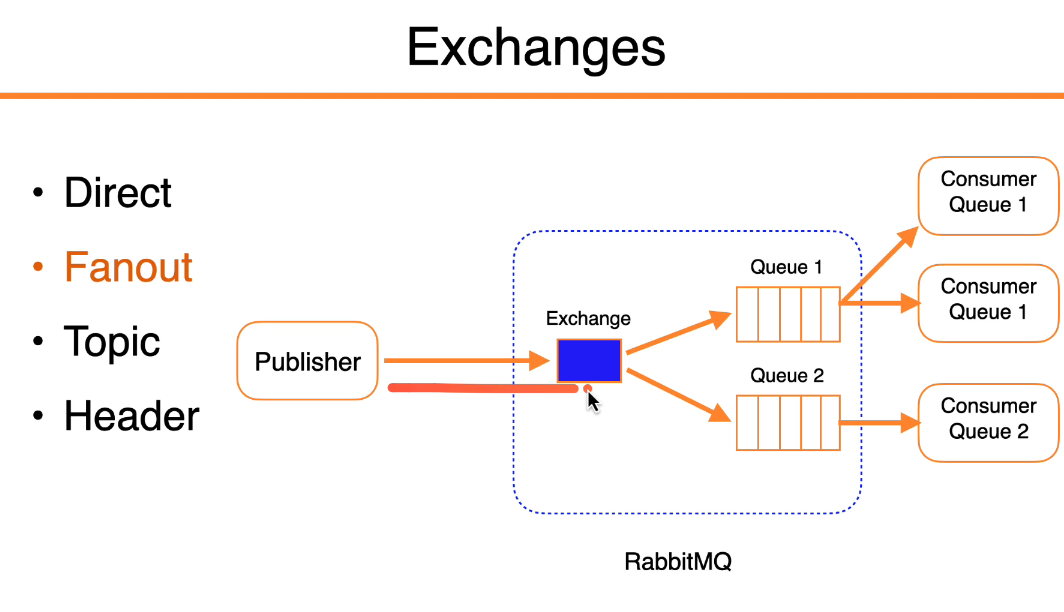 Exchanges
Direct
Fanout
Topic
Header
Publisher
Exchange
Queue 1
Queue 2
Consumer
Queue 1
Consumer
Queue 1
Consumer
Queue 2
RabbitMQ